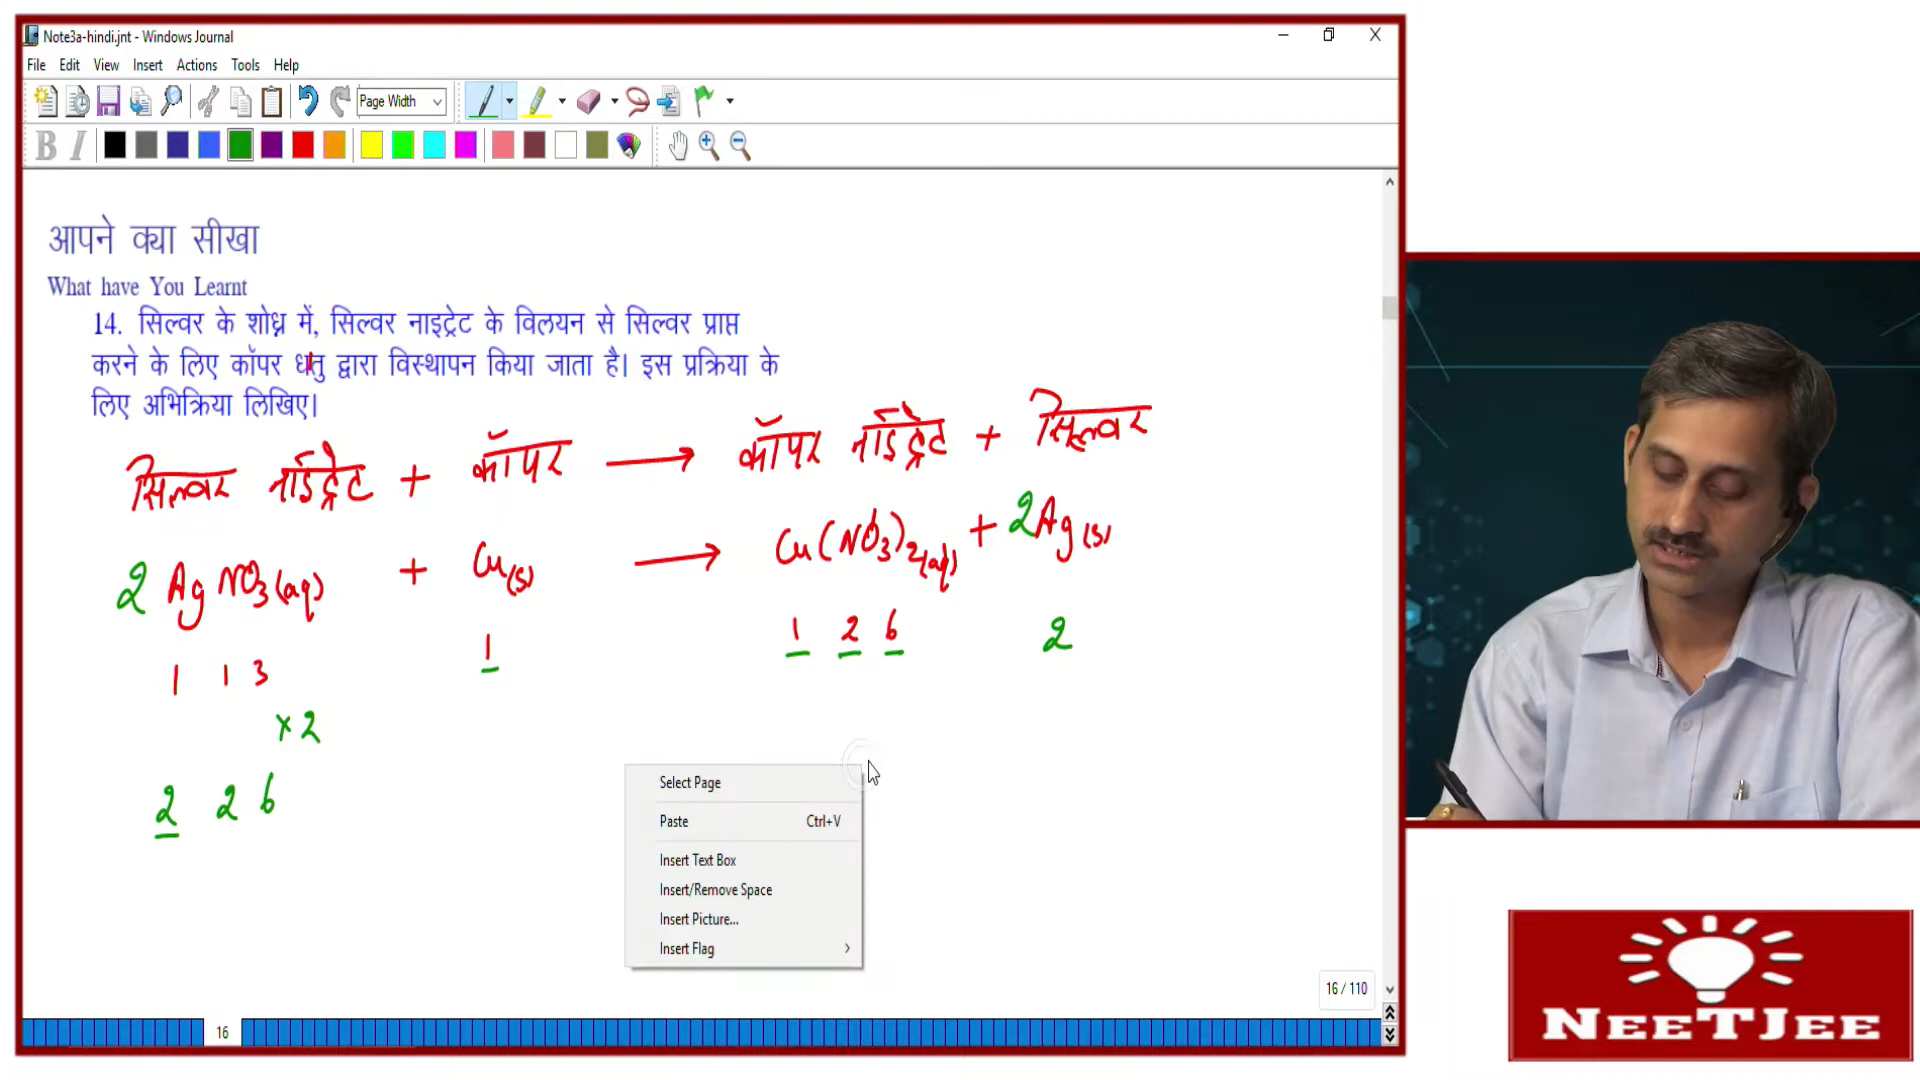 Note3a-hindi.jnt - Windows Journal
File Edit View Insert Actions Tools Help
Page Width
B I
आपने क्या सीखा
What have You Learnt
14. सिल्वर के शोध्न में, सिल्वर नाइट्रेट के विलयन से सिल्वर प्राप्त
करने के लिए कॉपर धातु द्वारा विस्थापन किया जाता है। इस प्रक्रिया के
लिए अभिक्रिया लिखिए।
सिल्वर नाईट्रेट + कॉपर → कॉपर नाईट्रेट + सिल्वर
2 AgNO3(aq) + Cu(s) → Cu(NO3)2(aq) + 2Ag(s)
1 1 3 1 1 2 6 2
×2
2 2 6
Select Page
Paste Ctrl+V
Insert Text Box
Insert/Remove Space
Insert Picture...
Insert Flag
16 / 110
16
NEETJEE